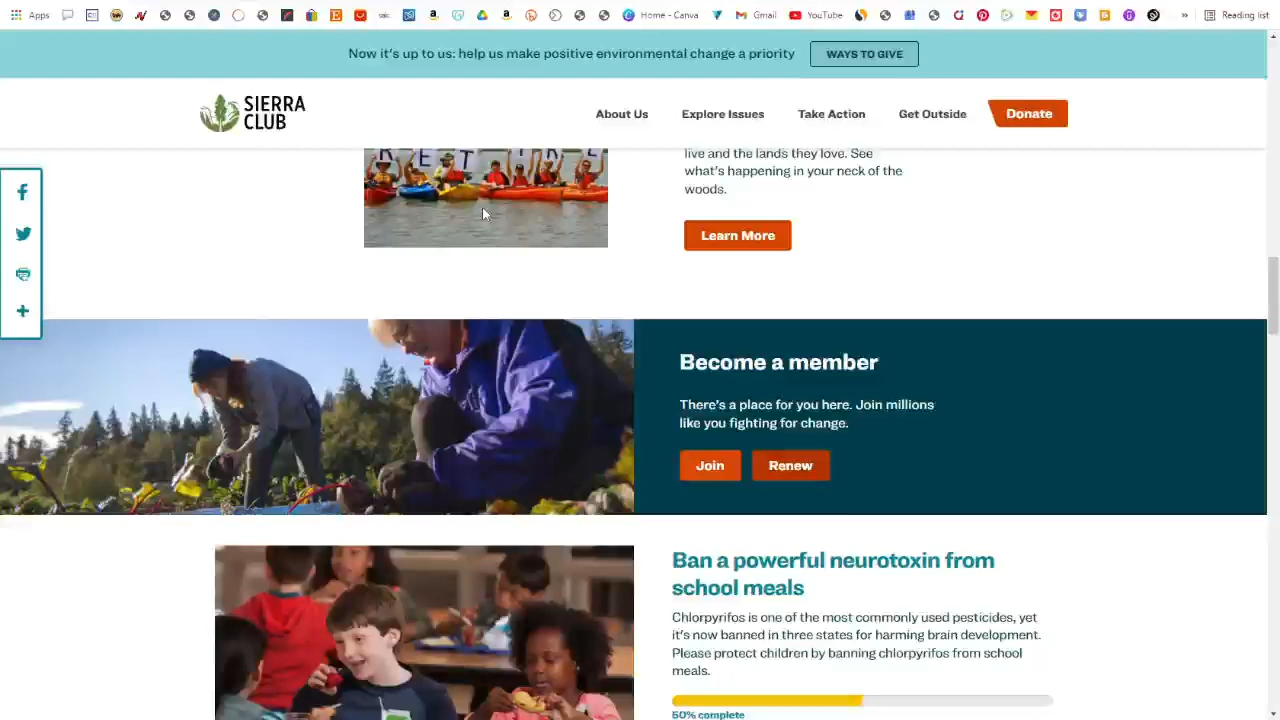 Apps
Home - Canva
Gmail
YouTube
»
Reading list
Now it's up to us: help us make positive environmental change a priority
WAYS TO GIVE
SIERRA
CLUB
About Us
Explore Issues
Take Action
Get Outside
Donate
live and the lands they love. See
what's happening in your neck of the
woods.
Learn More
Become a member
There's a place for you here. Join millions
like you fighting for change.
Join
Renew
Ban a powerful neurotoxin from
school meals
Chlorpyrifos is one of the most commonly used pesticides, yet
it's now banned in three states for harming brain development.
Please protect children by banning chlorpyrifos from school
meals.
50% complete